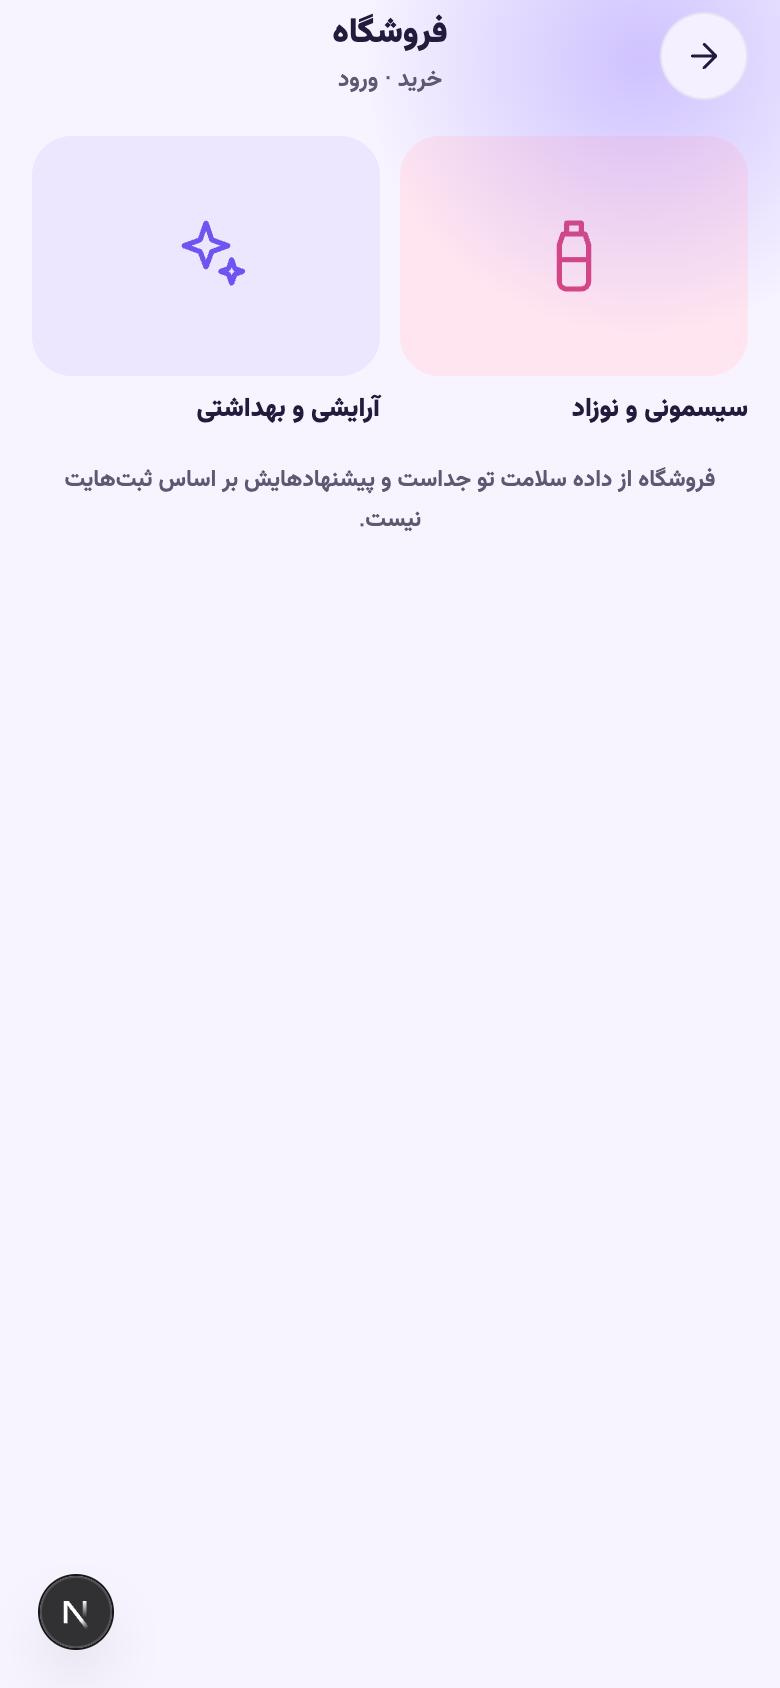 فروشگاه
خرید · ورود
سیسمونی و نوزاد
آرایشی و بهداشتی
فروشگاه از داده سلامت تو جداست و پیشنهادهایش بر اساس ثبت‌هایت
نیست.
N